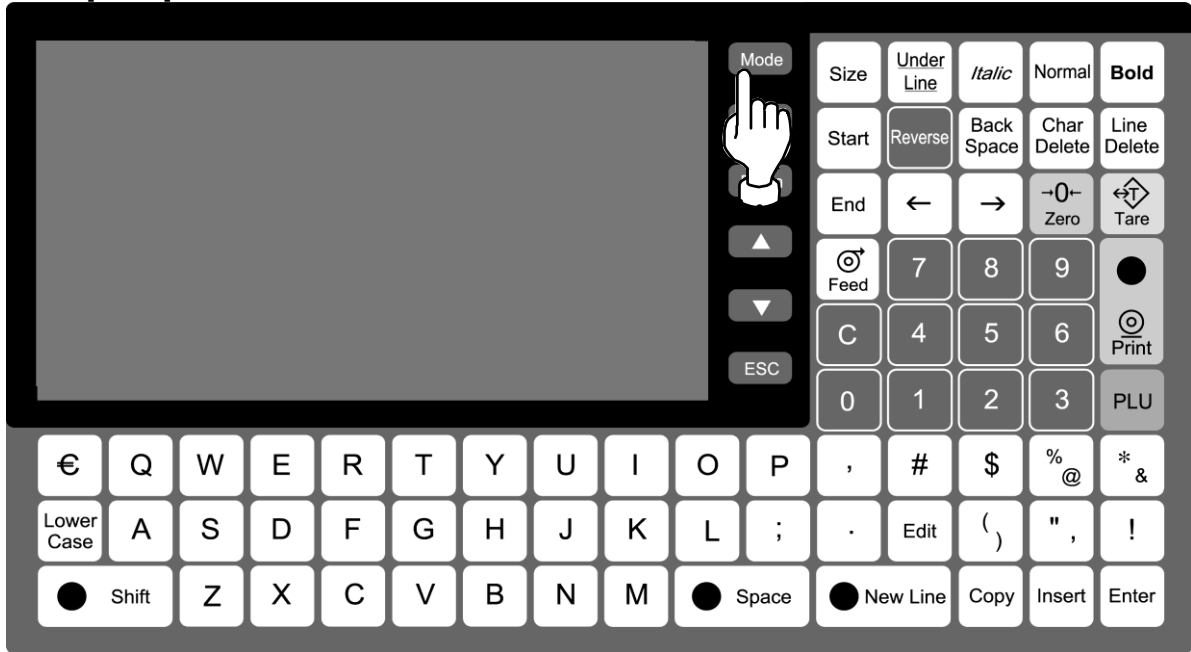 Mode
Size
Under
Line
Italic
Normal
Bold
Start
Reverse
Back
Space
Char
Delete
Line
Delete
End
←
→
→0←
Zero
↔T
Tare
▲
Feed
7
8
9
▼
C
4
5
6
Print
ESC
0
1
2
3
PLU
€ Q W E R T Y U I O P , # $ % @ * &
Lower
Case
A S D F G H J K L ; . Edit ( ) " , !
Shift Z X C V B N M Space New Line Copy Insert Enter